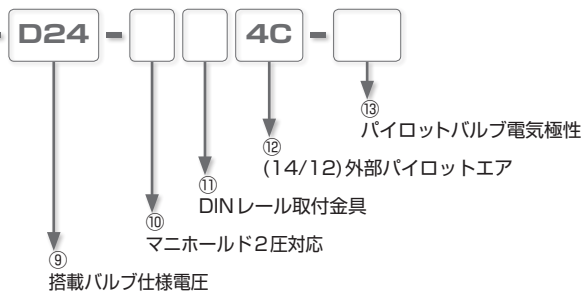 D24 - 4C -
⑬
パイロットバルブ電気極性
⑫
(14/12)外部パイロットエア
⑪
DINレール取付金具
⑩
マニホールド2圧対応
⑨
搭載バルブ仕様電圧